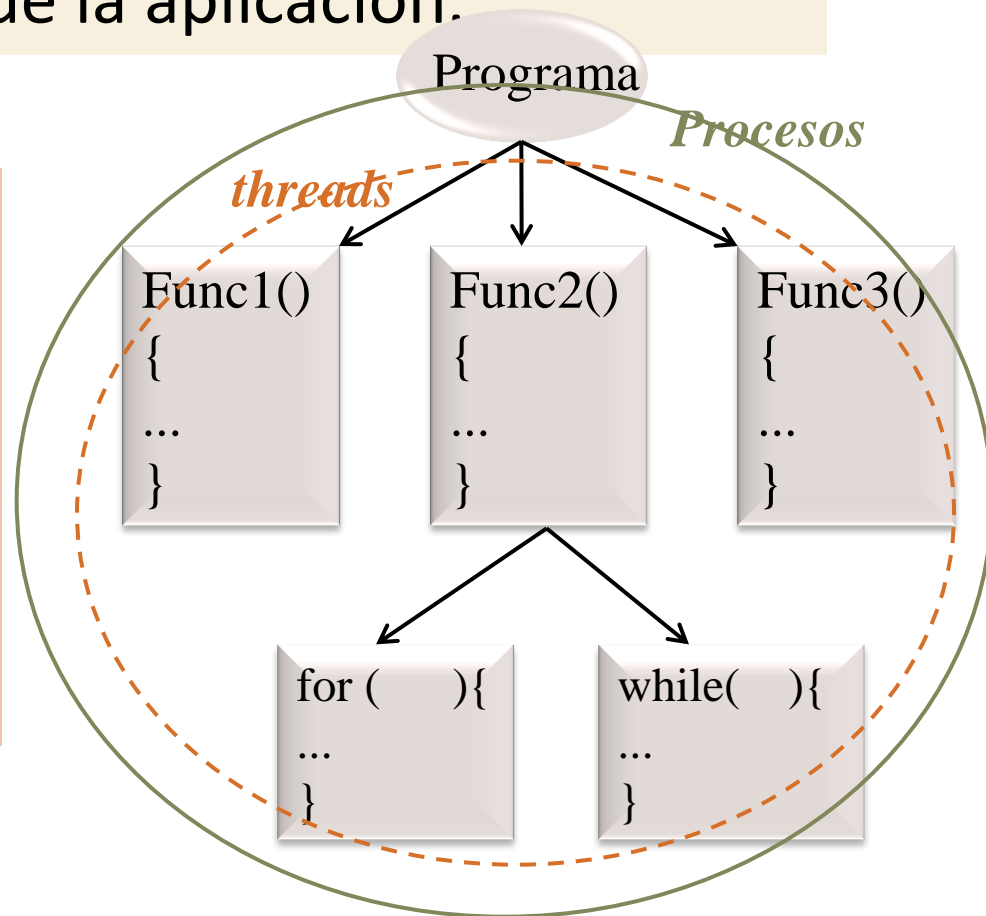 de la aplicación.
Programa
Procesos
threads
Func1()
{
...
}
Func2()
{
...
}
Func3()
{
...
}
for ( ){
...
}
while( ){
...
}